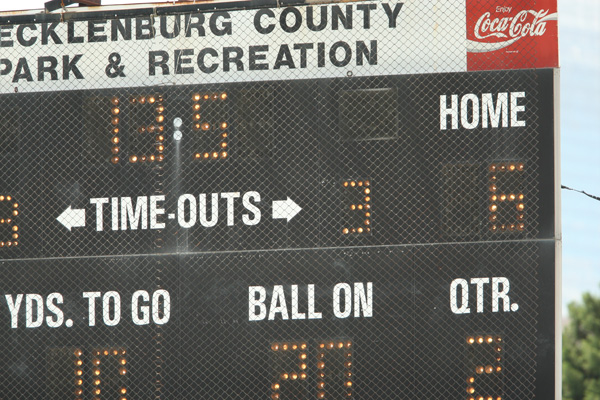 ECKLENBURG COUNTY
PARK & RECREATION
Enjoy
Coca-Cola
13:5
HOME
6
3 ← TIME-OUTS → 3
YDS. TO GO BALL ON QTR.
10 20 2